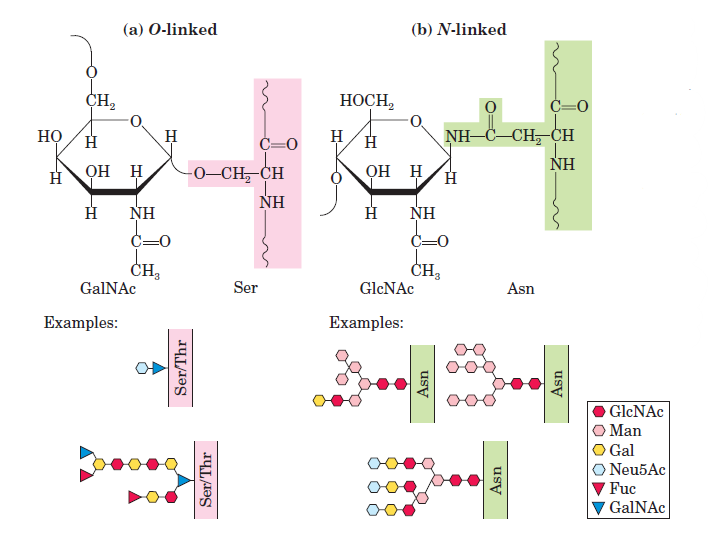 (a) O-linked
(b) N-linked
O
CH₂
O
HO
H
H
H
OH
H
H
NH
C=O
CH₃
O—CH₂—CH
C=O
NH
GalNAc
Ser
HOCH₂
O
H
H
O
OH
H
H
H
NH
C=O
CH₃
O
NH—C—CH₂—CH
C=O
NH
GlcNAc
Asn
Examples:
Examples:
Ser/Thr
Asn
Asn
Ser/Thr
Asn
GlcNAc
Man
Gal
Neu5Ac
Fuc
GalNAc